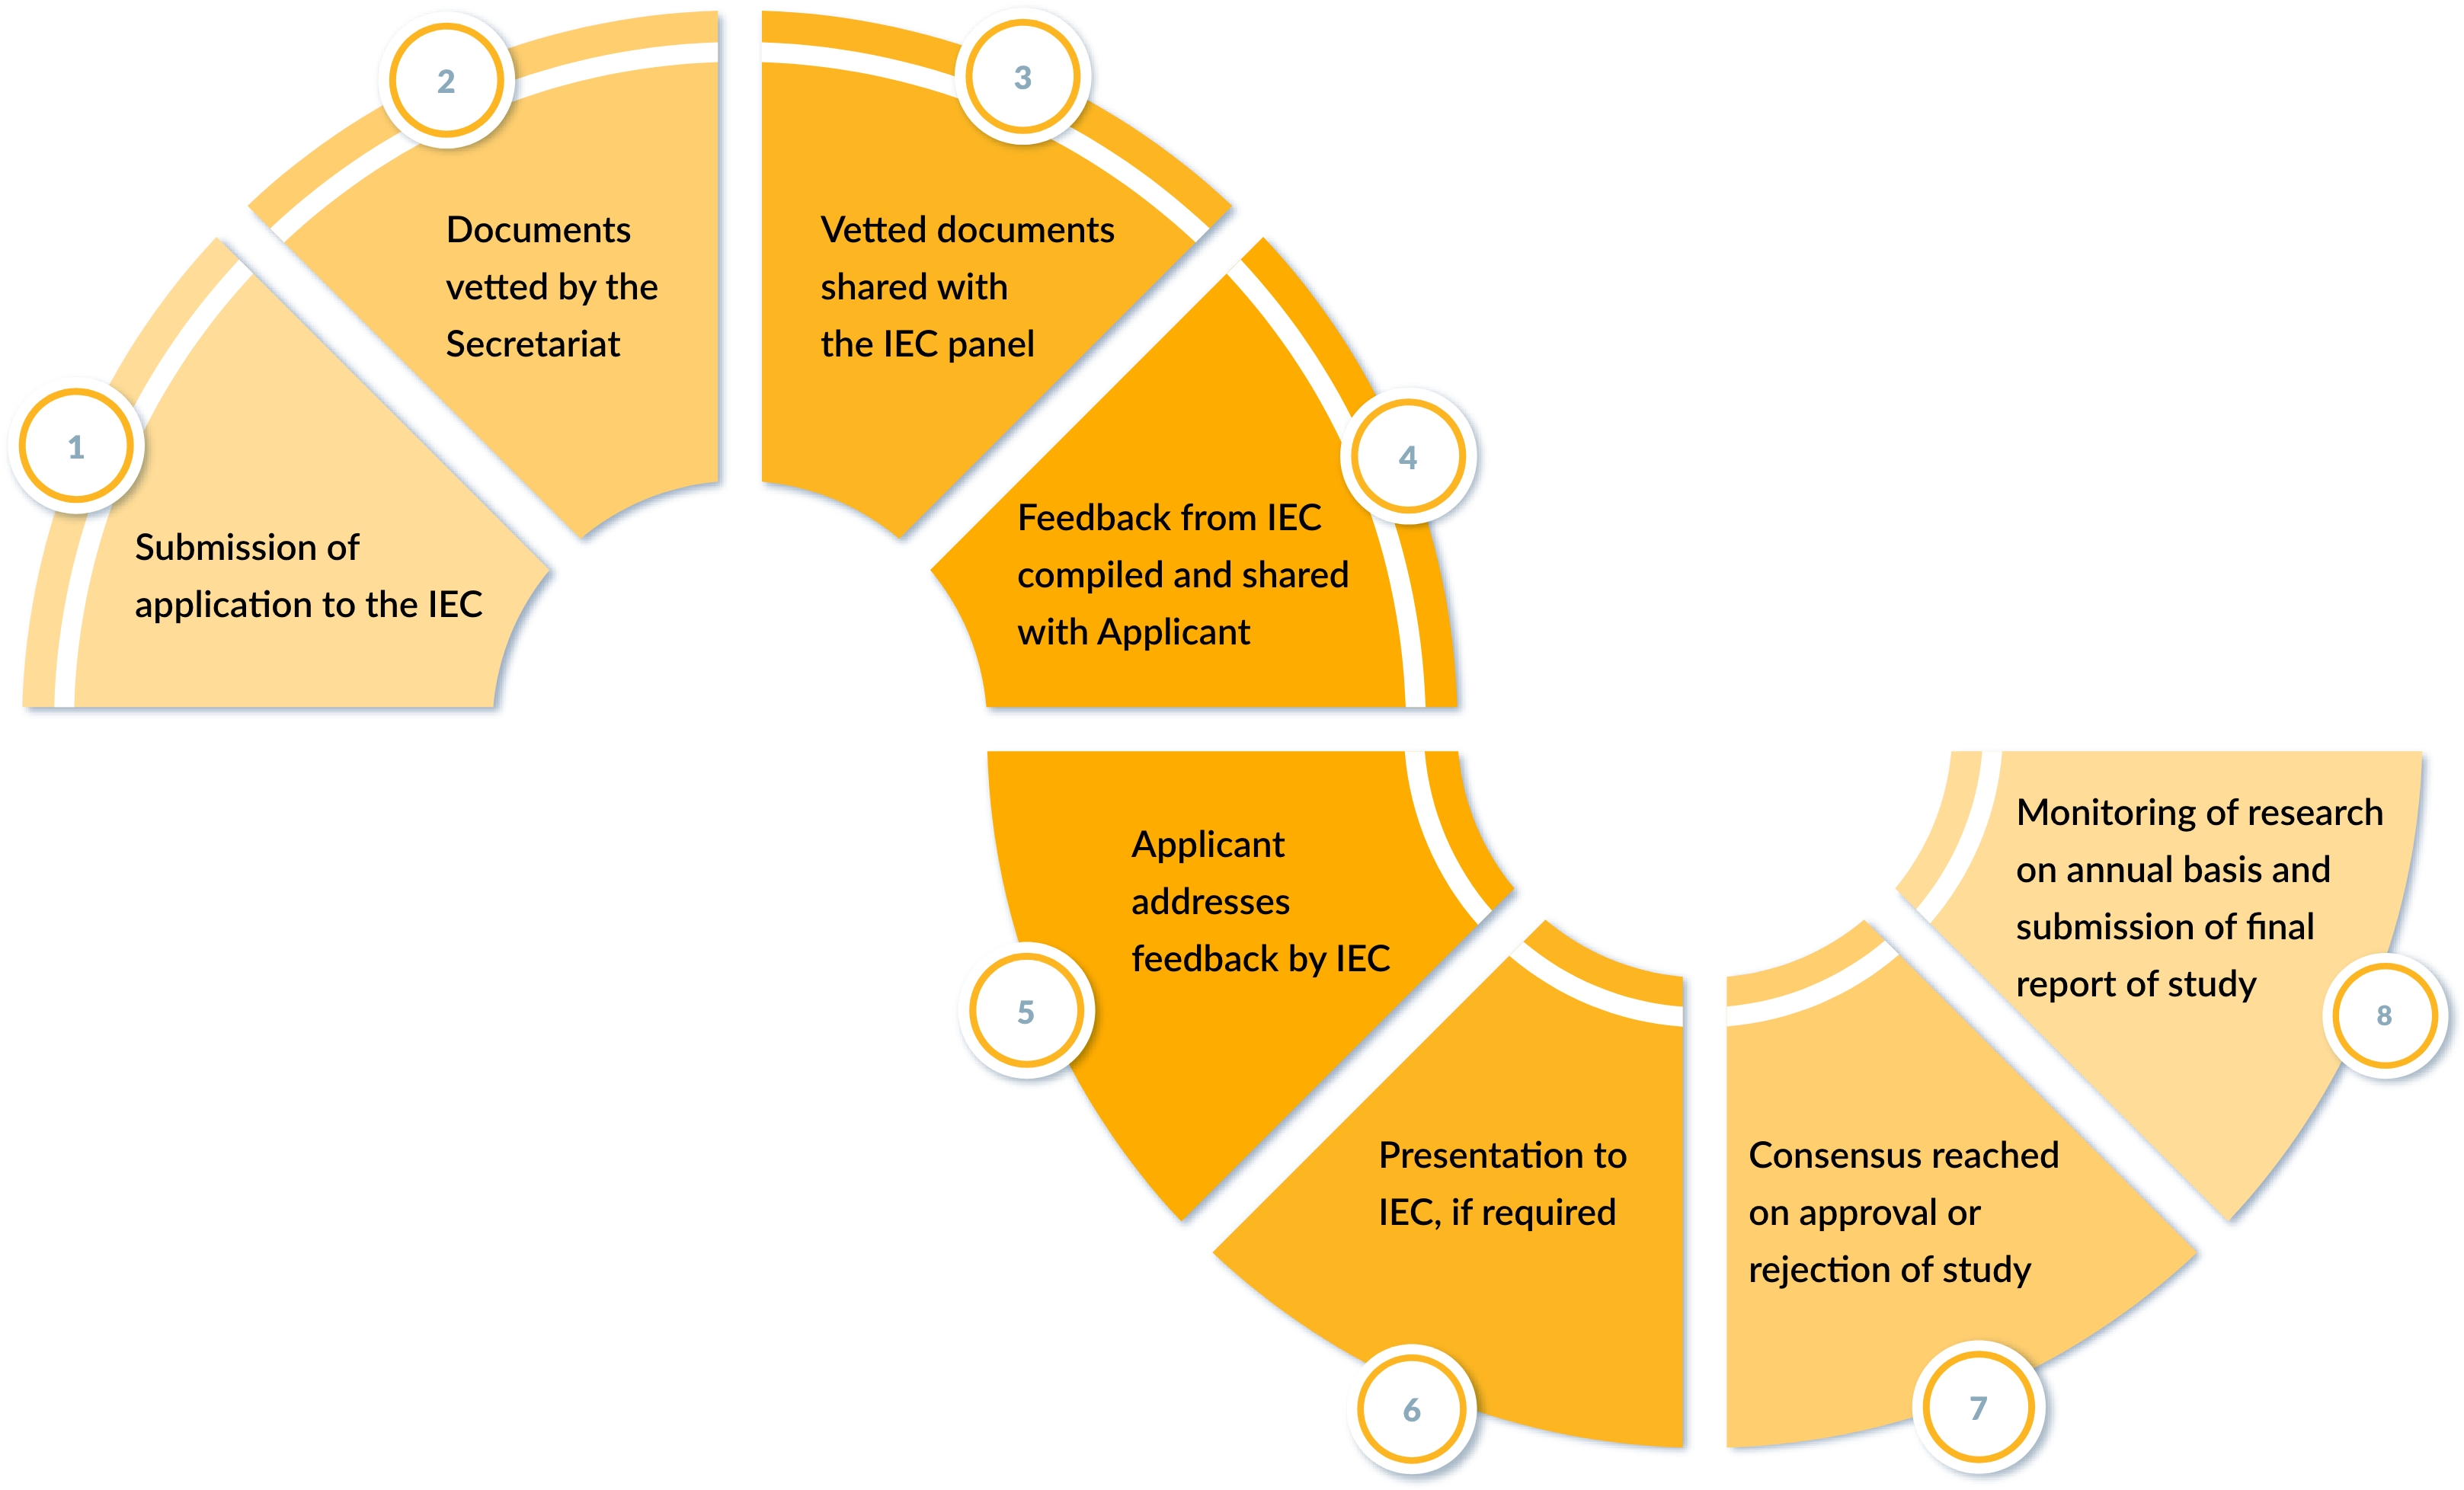 1
Submission of
application to the IEC
2
Documents
vetted by the
Secretariat
3
Vetted documents
shared with
the IEC panel
4
Feedback from IEC
compiled and shared
with Applicant
5
Applicant
addresses
feedback by IEC
6
Presentation to
IEC, if required
7
Consensus reached
on approval or
rejection of study
8
Monitoring of research
on annual basis and
submission of final
report of study